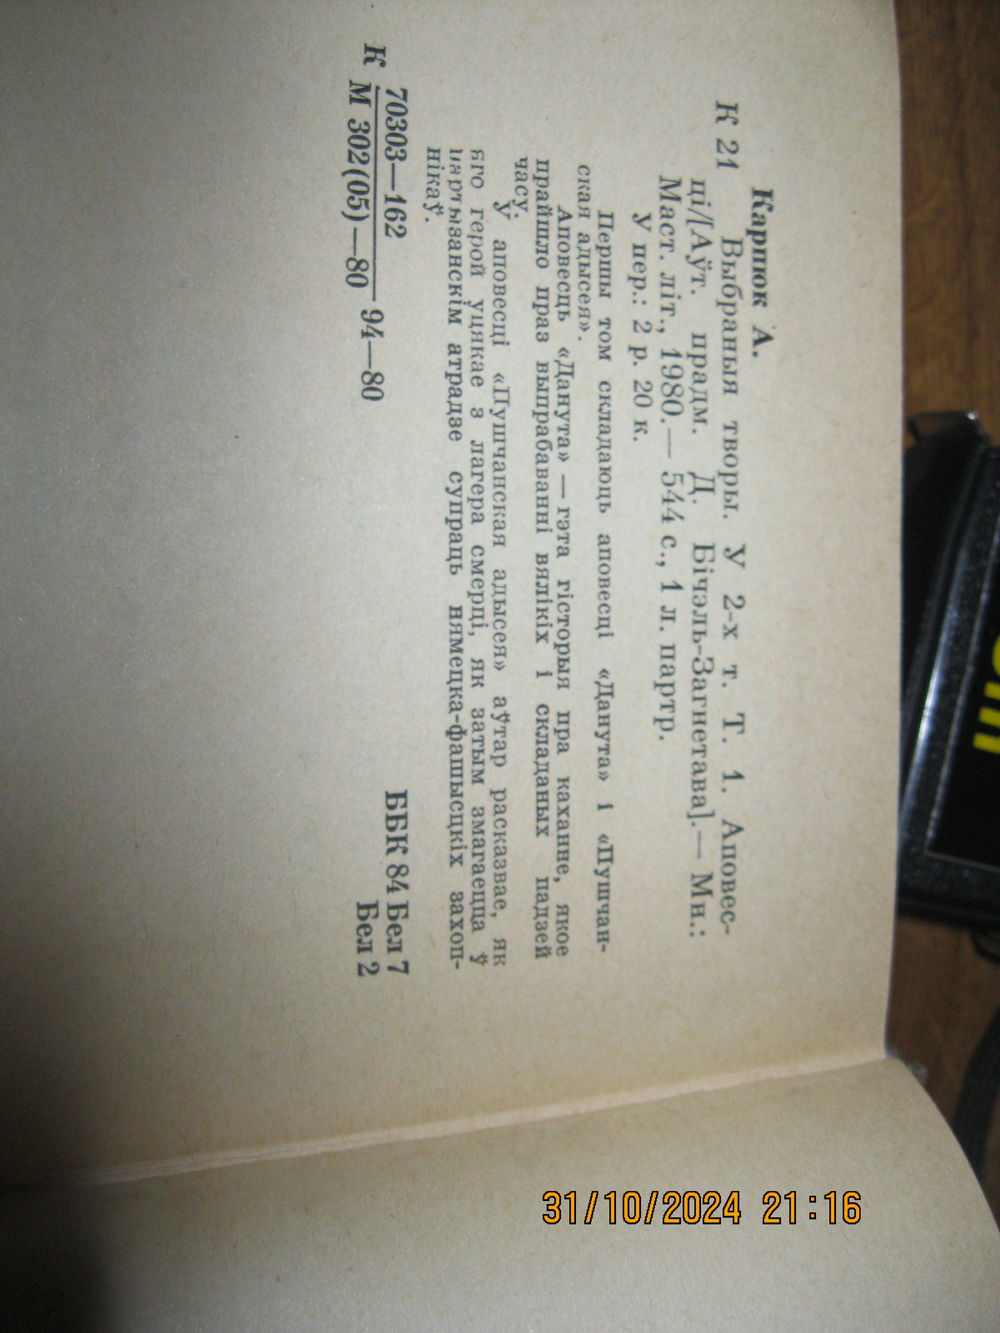 Карпюк А.
К 21 Выбраныя творы. У 2-х т. Т. 1. Аповес-
ці/[Аўт. прадм. Д. Бічэль-Загнетава].— Мн.:
Маст. літ., 1980.— 544 с., 1 л. партр.
У пер.: 2 р. 20 к.
Першы том складаюць аповесці «Данута» і «Пушчан-
ская адысея».
Аповесць «Данута» — гэта гісторыя пра каханне, якое
прайшло праз выпрабаванні вялікіх і складаных падзей
часу.
У аповесці «Пушчанская адысея» аўтар расказвае, як
яго герой уцякае з лагера смерці, як затым змагаецца ў
партызанскім атрадзе супраць нямецка-фашысцкіх захоп-
нікаў.
К 70303—162 94—80
М 302(05)—80
ББК 84 Бел 7
Бел 2
31/10/2024 21:16